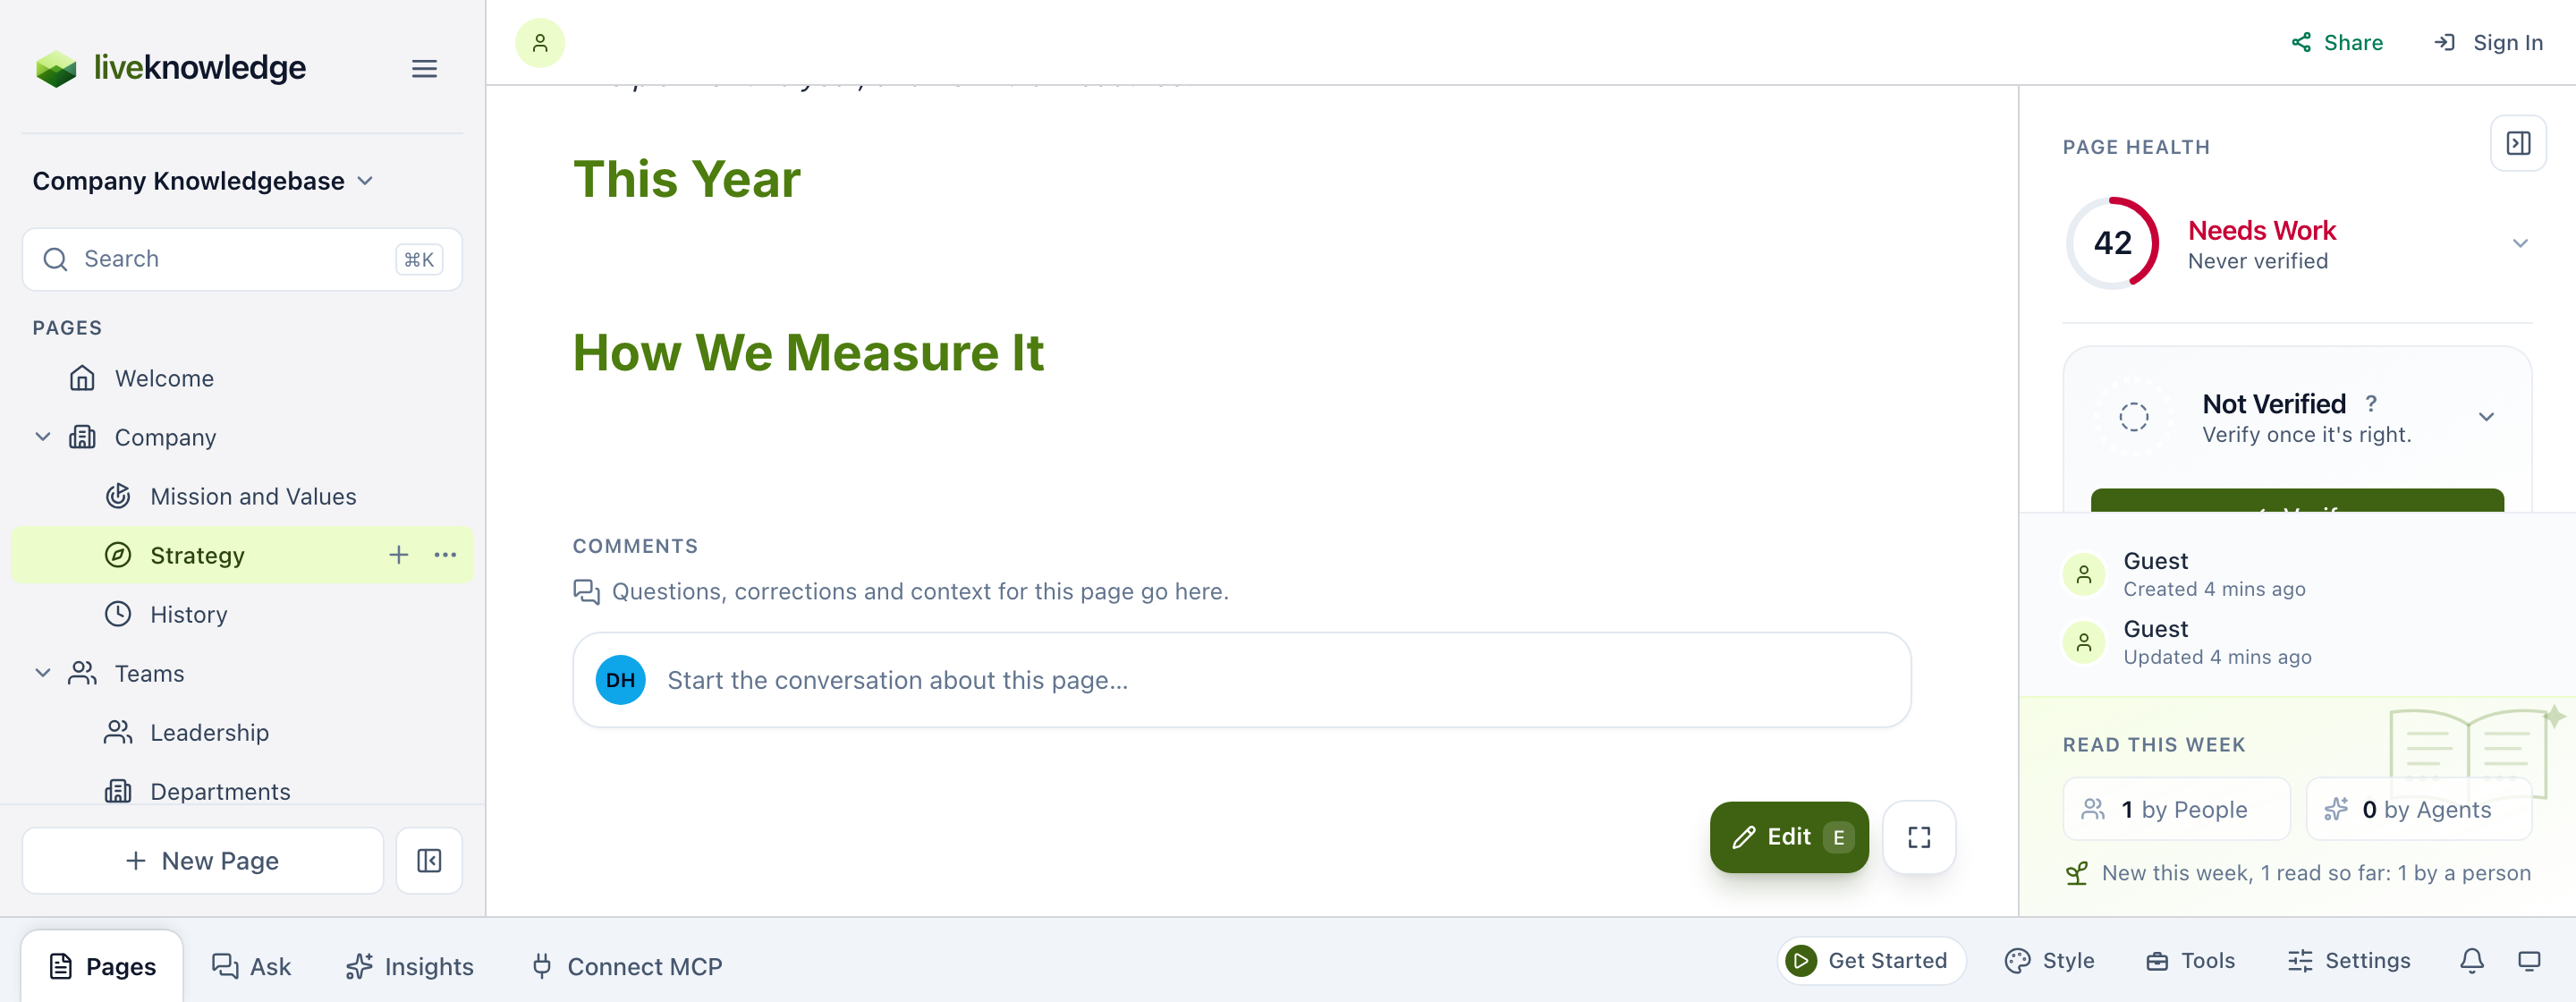 liveknowledge
Company Knowledgebase
Search
⌘K
PAGES
Welcome
Company
Mission and Values
Strategy
History
Teams
Leadership
Departments
New Page
Share
Sign In
This Year
How We Measure It
COMMENTS
Questions, corrections and context for this page go here.
DH
Start the conversation about this page...
Edit
E
PAGE HEALTH
42
Needs Work
Never verified
Not Verified ?
Verify once it's right.
Guest
Created 4 mins ago
Guest
Updated 4 mins ago
READ THIS WEEK
1 by People
0 by Agents
New this week, 1 read so far: 1 by a person
Pages
Ask
Insights
Connect MCP
Get Started
Style
Tools
Settings